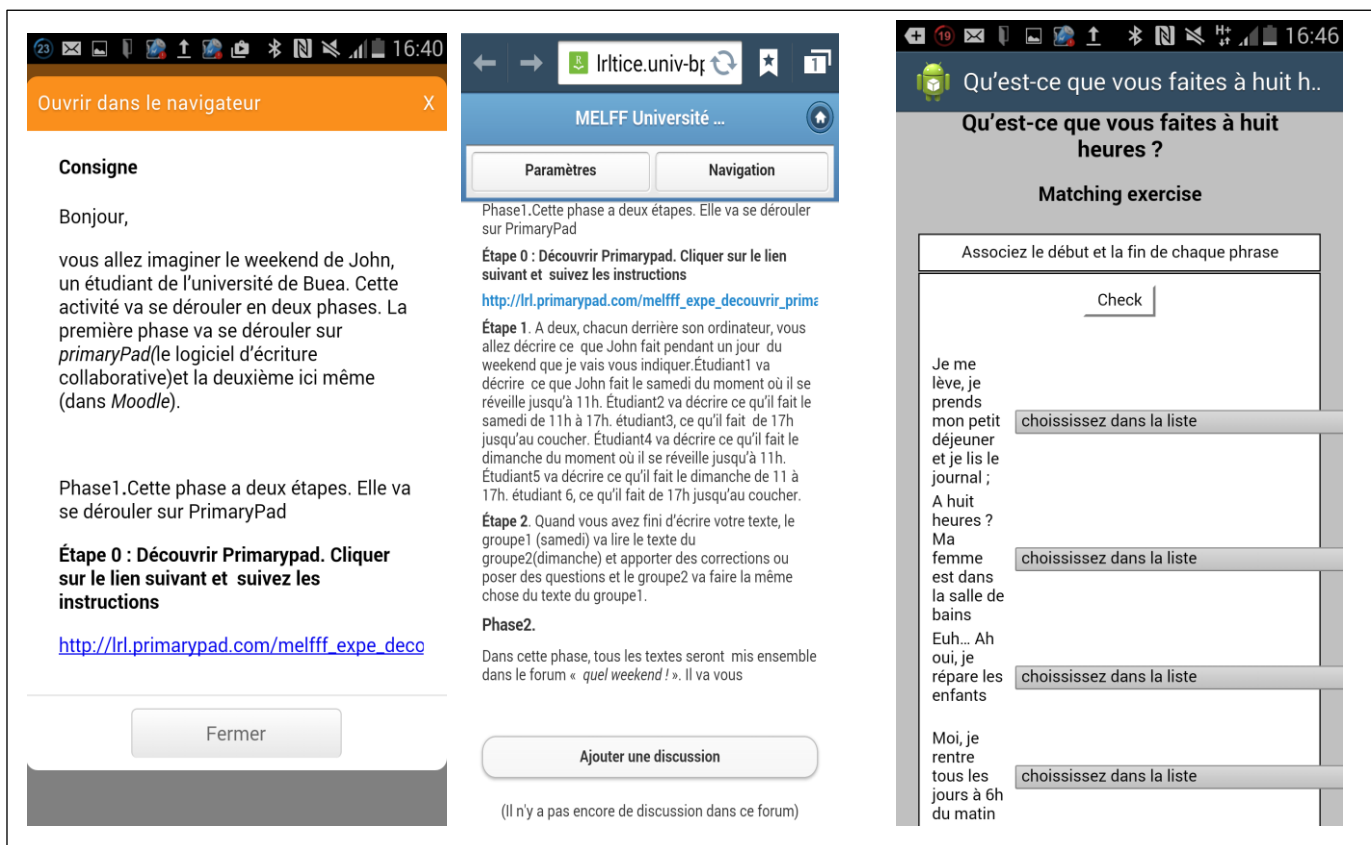 23
16:40
Ouvrir dans le navigateur X
Consigne
Bonjour,
vous allez imaginer le weekend de John,
un étudiant de l'université de Buea. Cette
activité va se dérouler en deux phases. La
première phase va se dérouler sur
primaryPad(le logiciel d'écriture
collaborative)et la deuxième ici même
(dans Moodle).
Phase1.Cette phase a deux étapes. Elle va
se dérouler sur PrimaryPad
Étape 0 : Découvrir Primarypad. Cliquer
sur le lien suivant et suivez les
instructions
http://lrl.primarypad.com/melfff_expe_deco
Fermer
lrltice.univ-bp
1
MELFF Université ...
Paramètres Navigation
Phase1.Cette phase a deux étapes. Elle va se dérouler
sur PrimaryPad
Étape 0 : Découvrir Primarypad. Cliquer sur le lien
suivant et suivez les instructions
http://lrl.primarypad.com/melfff_expe_decouvrir_prima
Étape 1. A deux, chacun derrière son ordinateur, vous
allez décrire ce que John fait pendant un jour du
weekend que je vais vous indiquer.Étudiant1 va
décrire ce que John fait le samedi du moment où il se
réveille jusqu'à 11h. Étudiant2 va décrire ce qu'il fait le
samedi de 11h à 17h. étudiant3, ce qu'il fait de 17h
jusqu'au coucher. Étudiant4 va décrire ce qu'il fait le
dimanche du moment où il se réveille jusqu'à 11h.
Étudiant5 va décrire ce qu'il fait le dimanche de 11 à
17h. étudiant 6, ce qu'il fait de 17h jusqu'au coucher.
Étape 2. Quand vous avez fini d'écrire votre texte, le
groupe1 (samedi) va lire le texte du
groupe2(dimanche) et apporter des corrections ou
poser des questions et le groupe2 va faire la même
chose du texte du groupe1.
Phase2.
Dans cette phase, tous les textes seront mis ensemble
dans le forum « quel weekend ! ». Il va vous
Ajouter une discussion
(Il n'y a pas encore de discussion dans ce forum)
19
H+
16:46
Qu'est-ce que vous faites à huit h..
Qu'est-ce que vous faites à huit
heures ?
Matching exercise
Associez le début et la fin de chaque phrase
Check
Je me
lève, je
prends
mon petit
déjeuner
et je lis le
journal ;
choississez dans la liste
A huit
heures ?
Ma
femme
est dans
la salle de
bains
choississez dans la liste
Euh... Ah
oui, je
répare les
enfants
choississez dans la liste
Moi, je
rentre
tous les
jours à 6h
du matin
choississez dans la liste